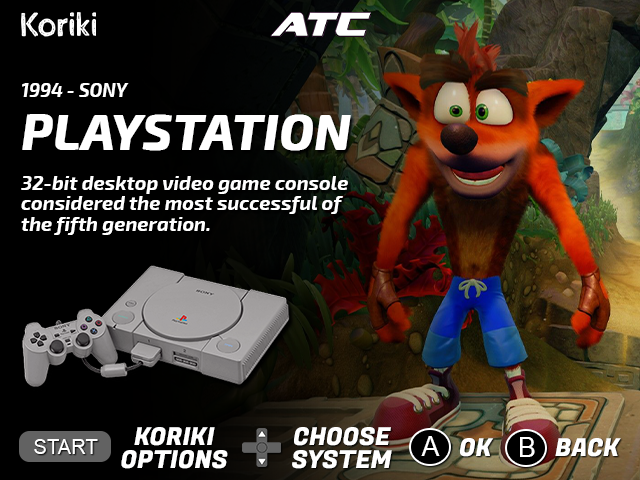 Koriki
ATC
1994 - SONY
PLAYSTATION
32-bit desktop video game console
considered the most successful of
the fifth generation.
SONY
SONY
START
KORIKI
OPTIONS
CHOOSE
SYSTEM
A OK
B BACK